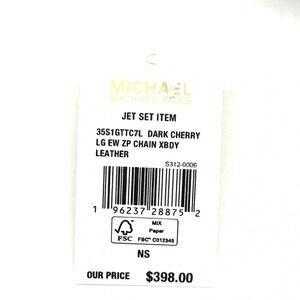 MICHAEL
MICHAEL KORS
JET SET ITEM
35S1GTTC7L DARK CHERRY
LG EW ZP CHAIN XBDY
LEATHER
S312-0006
1 96237 28875 2
FSC
MIX
Paper
FSC® C012345
NS
OUR PRICE $398.00